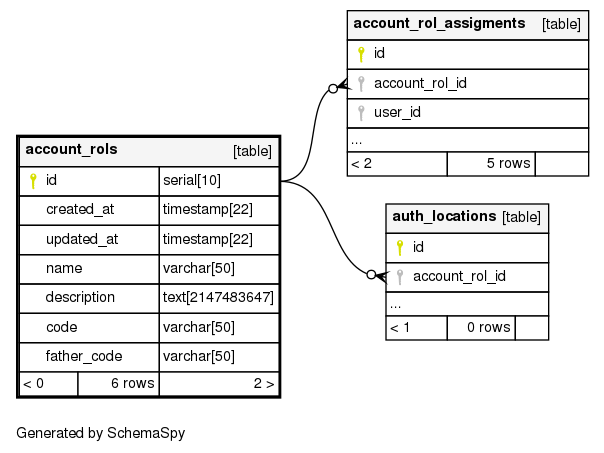 account_rol_assigments [table]
id
account_rol_id
user_id
...
< 2 5 rows
account_rols [table]
id serial[10]
created_at timestamp[22]
updated_at timestamp[22]
name varchar[50]
description text[2147483647]
code varchar[50]
father_code varchar[50]
< 0 6 rows 2 >
auth_locations [table]
id
account_rol_id
...
< 1 0 rows
Generated by SchemaSpy